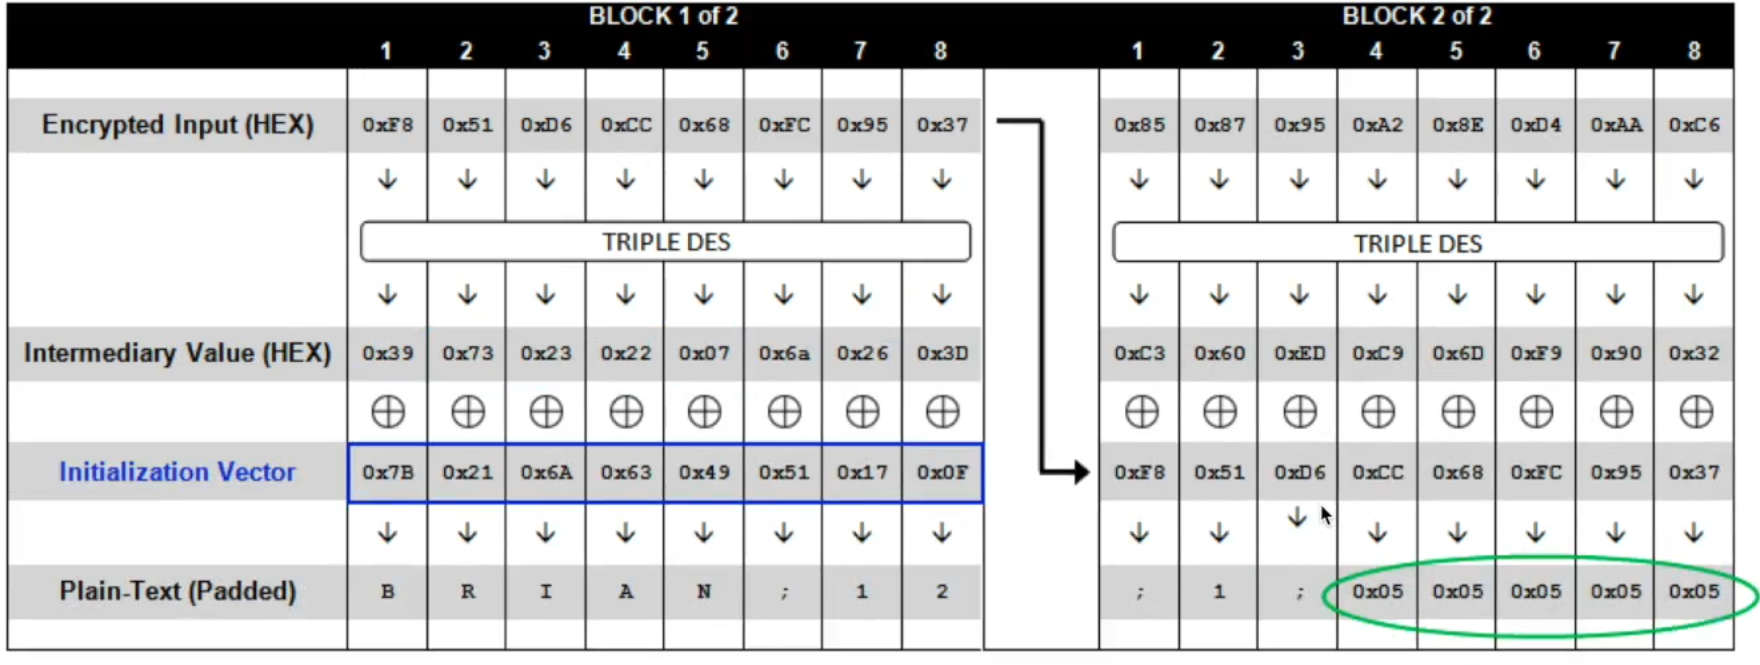 BLOCK 1 of 2 BLOCK 2 of 2
1 2 3 4 5 6 7 8 1 2 3 4 5 6 7 8
Encrypted Input (HEX) 0xF8 0x51 0xD6 0xCC 0x68 0xFC 0x95 0x37 0x85 0x87 0x95 0xA2 0x8E 0xD4 0xAA 0xC6
TRIPLE DES TRIPLE DES
Intermediary Value (HEX) 0x39 0x73 0x23 0x22 0x07 0x6a 0x26 0x3D 0xC3 0x60 0xED 0xC9 0x6D 0xF9 0x90 0x32
Initialization Vector 0x7B 0x21 0x6A 0x63 0x49 0x51 0x17 0x0F 0xF8 0x51 0xD6 0xCC 0x68 0xFC 0x95 0x37
Plain-Text (Padded) B R I A N ; 1 2 ; 1 ; 0x05 0x05 0x05 0x05 0x05